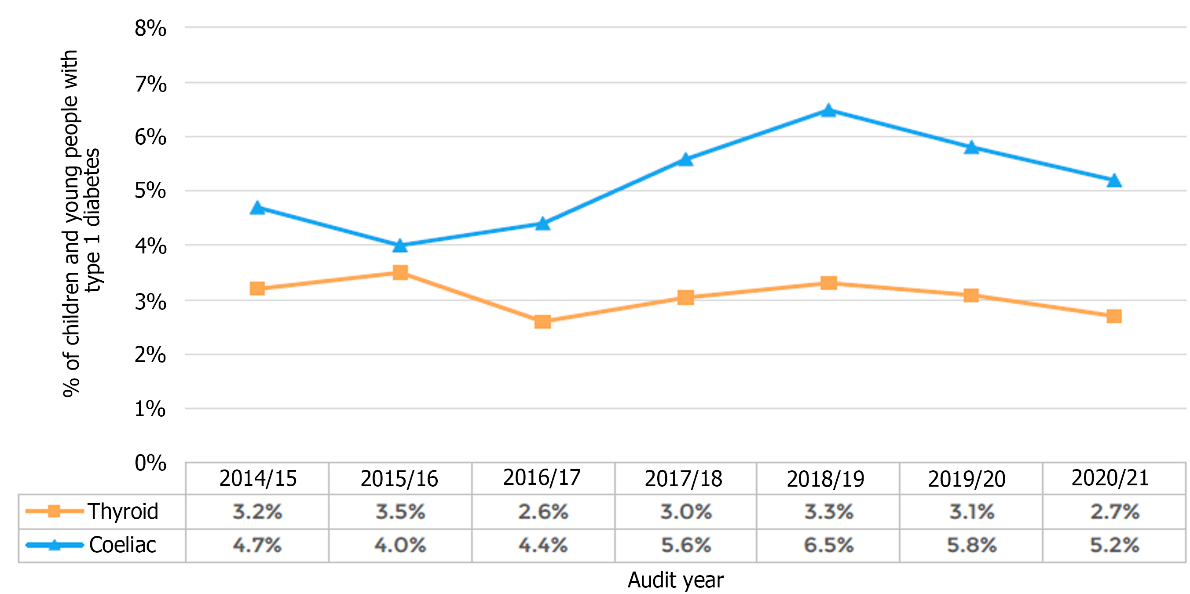 8%
7%
6%
5%
4%
3%
2%
1%
0%
% of children and young people with
type 1 diabetes
2014/15 2015/16 2016/17 2017/18 2018/19 2019/20 2020/21
Thyroid 3.2% 3.5% 2.6% 3.0% 3.3% 3.1% 2.7%
Coeliac 4.7% 4.0% 4.4% 5.6% 6.5% 5.8% 5.2%
Audit year